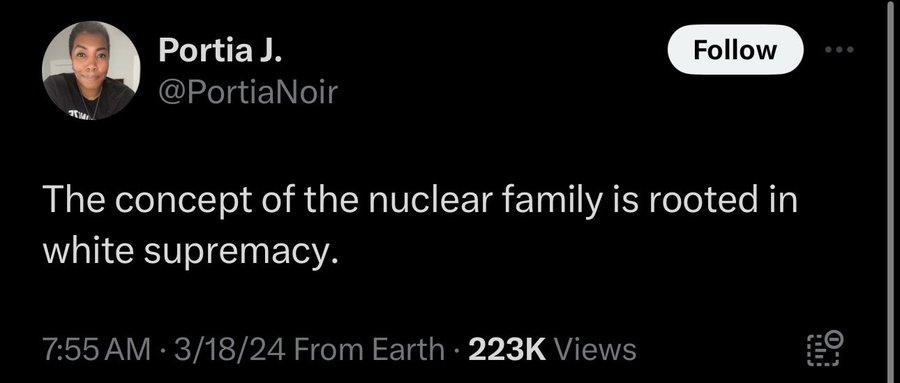 Portia J.
Follow
@PortiaNoir
The concept of the nuclear family is rooted in
white supremacy.
7:55 AM · 3/18/24 From Earth · 223K Views